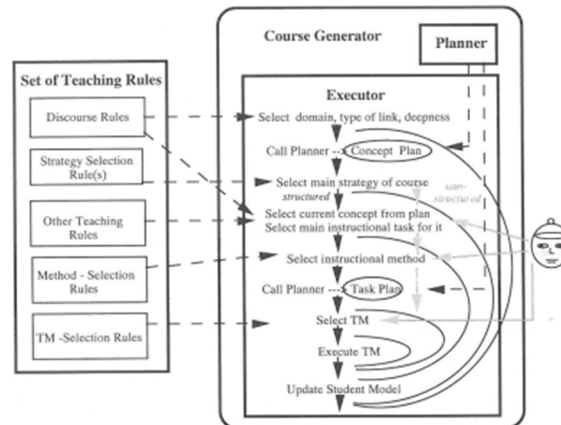 Course Generator
Planner
Set of Teaching Rules
Discourse Rules
Strategy Selection
Rule(s)
Other Teaching
Rules
Method - Selection
Rules
TM -Selection Rules
Executor
Select domain, type of link, deepness
Call Planner Concept Plan
Select main strategy of course
structured
non-
structured
Select current concept from plan
Select main instructional task for it
Select instructional method
Call Planner Task Plan
Select TM
Execute TM
Update Student Model